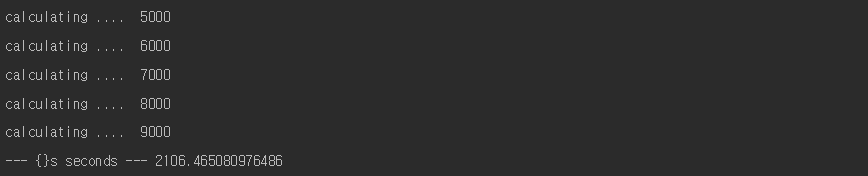 calculating ....  5000
calculating ....  6000
calculating ....  7000
calculating ....  8000
calculating ....  9000
--- {}s seconds --- 2106.465080976486